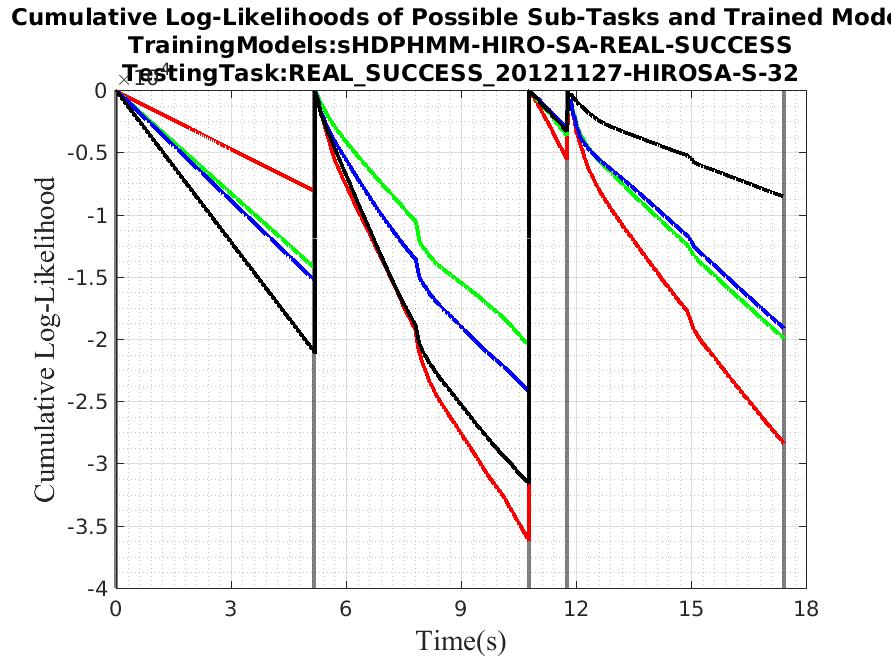 Cumulative Log-Likelihoods of Possible Sub-Tasks and Trained Mode
TrainingModels:sHDPHMM-HIRO-SA-REAL-SUCCESS
TestingTask:REAL_SUCCESS_20121127-HIROSA-S-32
×10⁴
0
-0.5
-1
-1.5
-2
-2.5
-3
-3.5
-4
Cumulative Log-Likelihood
0 3 6 9 12 15 18
Time(s)